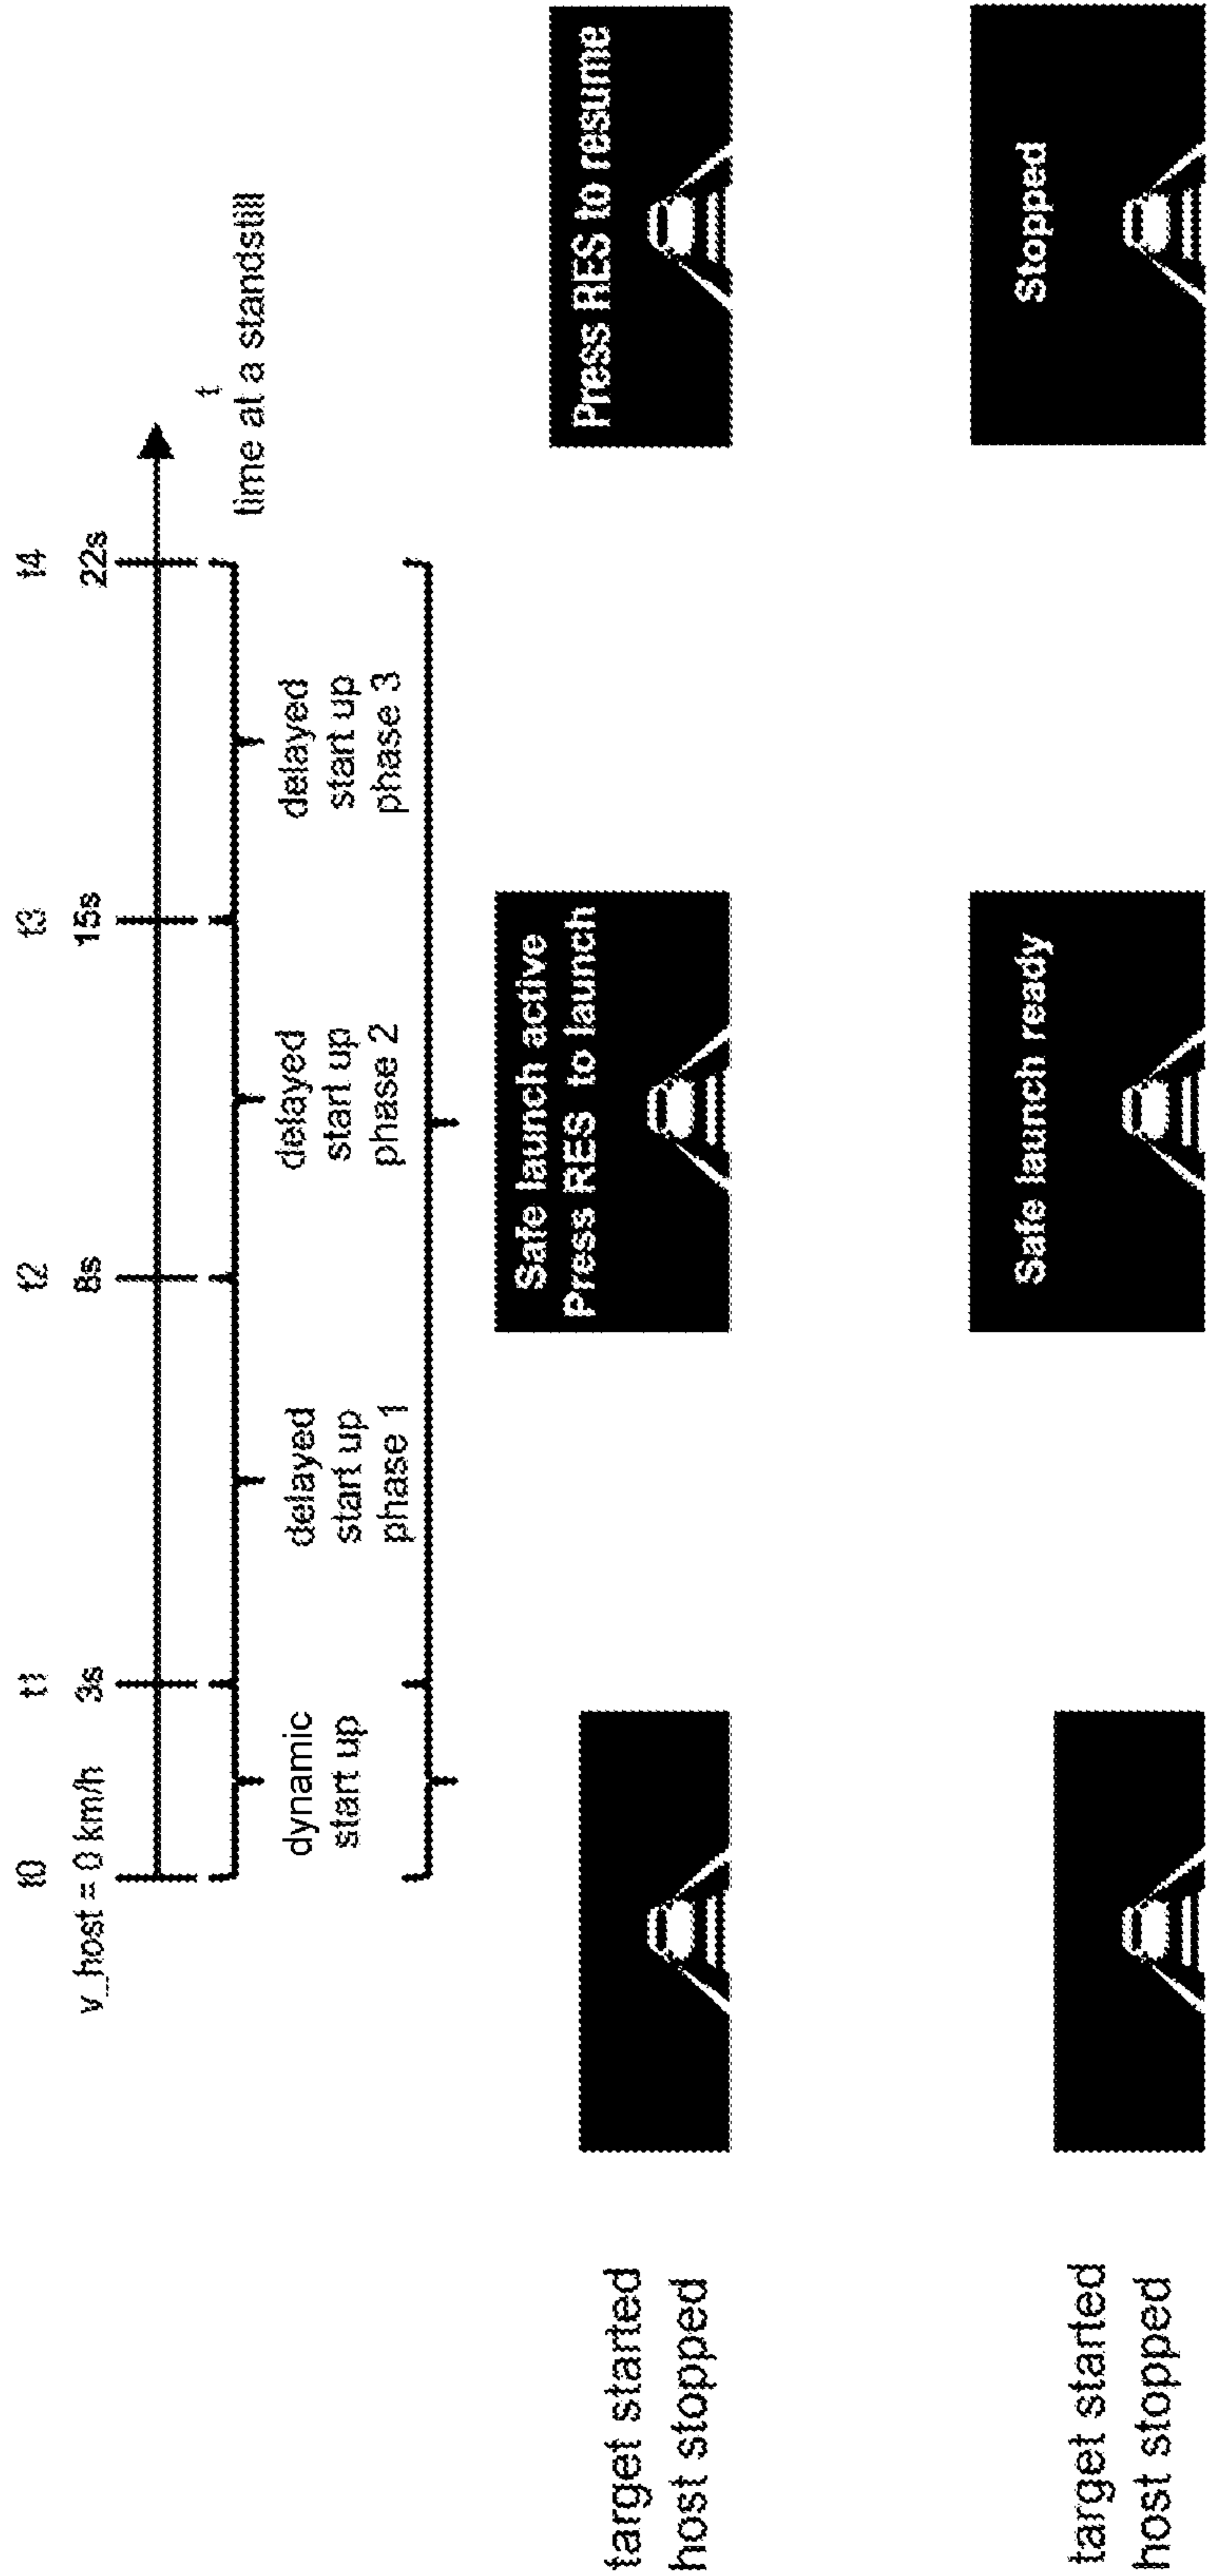 t0
t1
t2
t3
t4
v_host = 0 km/h
3s
8s
15s
22s
t
time at a standstill
dynamic
start up
delayed
start up
phase 1
delayed
start up
phase 2
delayed
start up
phase 3
target started
host stopped
Safe launch active
Press RES to launch
Press RES to resume
target started
host stopped
Safe launch ready
Stopped